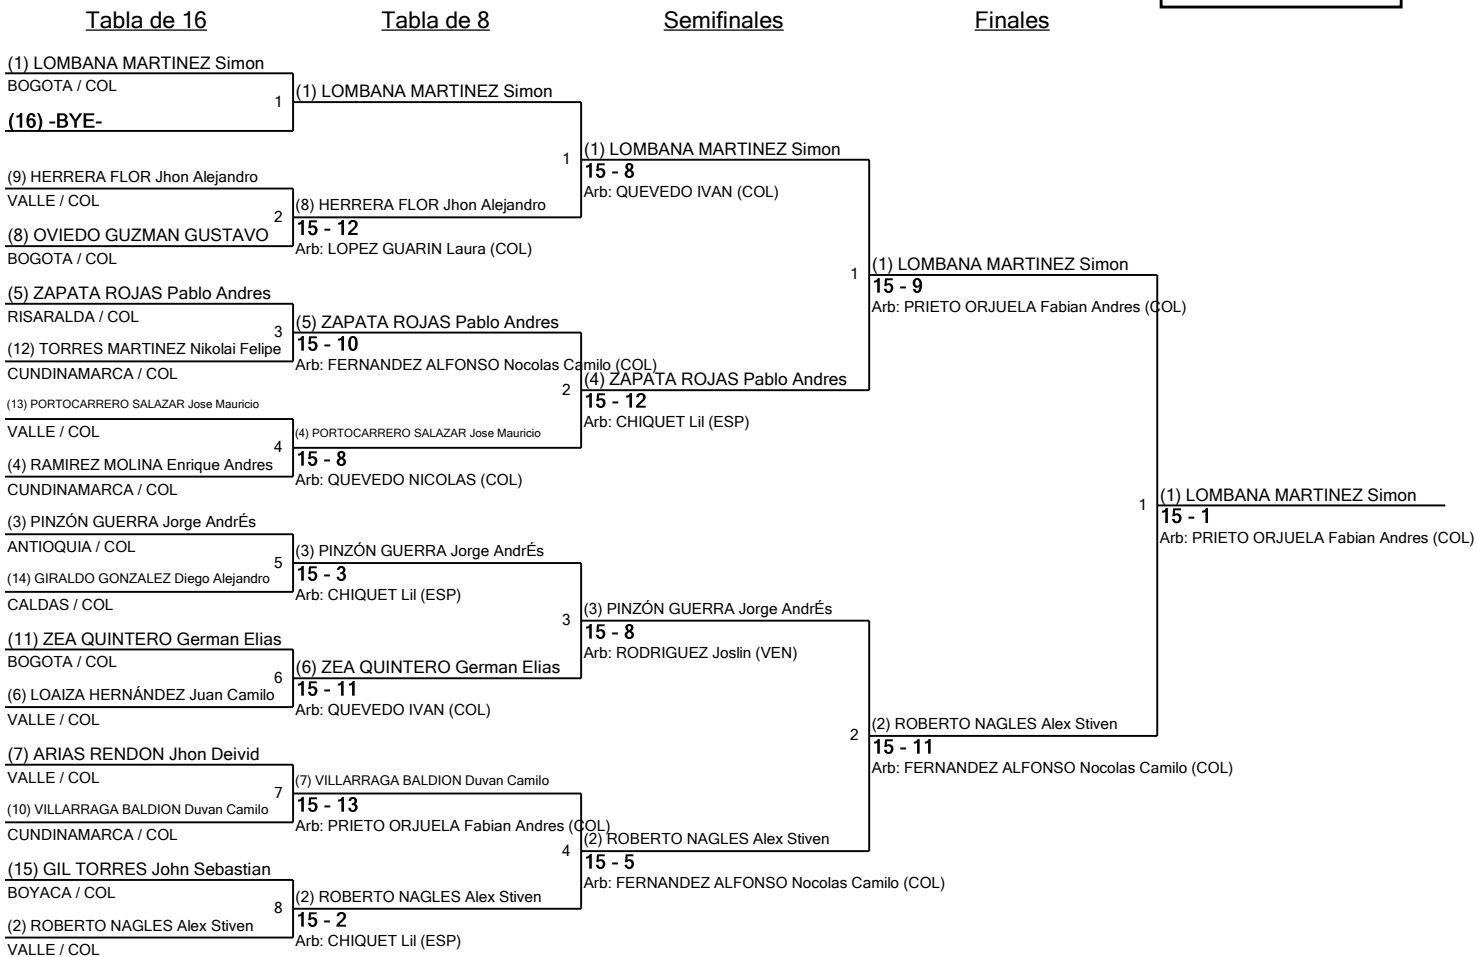 Tabla de 16
Tabla de 8
Semifinales
Finales
(1) LOMBANA MARTINEZ Simon
BOGOTA / COL
1
(16) -BYE-
(9) HERRERA FLOR Jhon Alejandro
VALLE / COL
2
(8) OVIEDO GUZMAN GUSTAVO
BOGOTA / COL
(5) ZAPATA ROJAS Pablo Andres
RISARALDA / COL
3
(12) TORRES MARTINEZ Nikolai Felipe
CUNDINAMARCA / COL
(13) PORTOCARRERO SALAZAR Jose Mauricio
VALLE / COL
4
(4) RAMIREZ MOLINA Enrique Andres
CUNDINAMARCA / COL
(3) PINZÓN GUERRA Jorge AndrÉs
ANTIOQUIA / COL
5
(14) GIRALDO GONZALEZ Diego Alejandro
CALDAS / COL
(11) ZEA QUINTERO German Elias
BOGOTA / COL
6
(6) LOAIZA HERNÁNDEZ Juan Camilo
VALLE / COL
(7) ARIAS RENDON Jhon Deivid
VALLE / COL
7
(10) VILLARRAGA BALDION Duvan Camilo
CUNDINAMARCA / COL
(15) GIL TORRES John Sebastian
BOYACA / COL
8
(2) ROBERTO NAGLES Alex Stiven
VALLE / COL
(1) LOMBANA MARTINEZ Simon
1
(8) HERRERA FLOR Jhon Alejandro
15 - 12
Arb: LOPEZ GUARIN Laura (COL)
(5) ZAPATA ROJAS Pablo Andres
15 - 10
Arb: FERNANDEZ ALFONSO Nocolas Camilo (COL)
2
(4) PORTOCARRERO SALAZAR Jose Mauricio
15 - 8
Arb: QUEVEDO NICOLAS (COL)
(3) PINZÓN GUERRA Jorge AndrÉs
15 - 3
Arb: CHIQUET Lil (ESP)
3
(6) ZEA QUINTERO German Elias
15 - 11
Arb: QUEVEDO IVAN (COL)
(7) VILLARRAGA BALDION Duvan Camilo
15 - 13
Arb: PRIETO ORJUELA Fabian Andres (COL)
4
(2) ROBERTO NAGLES Alex Stiven
15 - 2
Arb: CHIQUET Lil (ESP)
(1) LOMBANA MARTINEZ Simon
15 - 8
Arb: QUEVEDO IVAN (COL)
1
(4) ZAPATA ROJAS Pablo Andres
15 - 12
Arb: CHIQUET Lil (ESP)
(3) PINZÓN GUERRA Jorge AndrÉs
15 - 8
Arb: RODRIGUEZ Joslin (VEN)
2
(2) ROBERTO NAGLES Alex Stiven
15 - 5
Arb: FERNANDEZ ALFONSO Nocolas Camilo (COL)
(1) LOMBANA MARTINEZ Simon
15 - 9
Arb: PRIETO ORJUELA Fabian Andres (COL)
1
(2) ROBERTO NAGLES Alex Stiven
15 - 11
Arb: FERNANDEZ ALFONSO Nocolas Camilo (COL)
(1) LOMBANA MARTINEZ Simon
15 - 1
Arb: PRIETO ORJUELA Fabian Andres (COL)